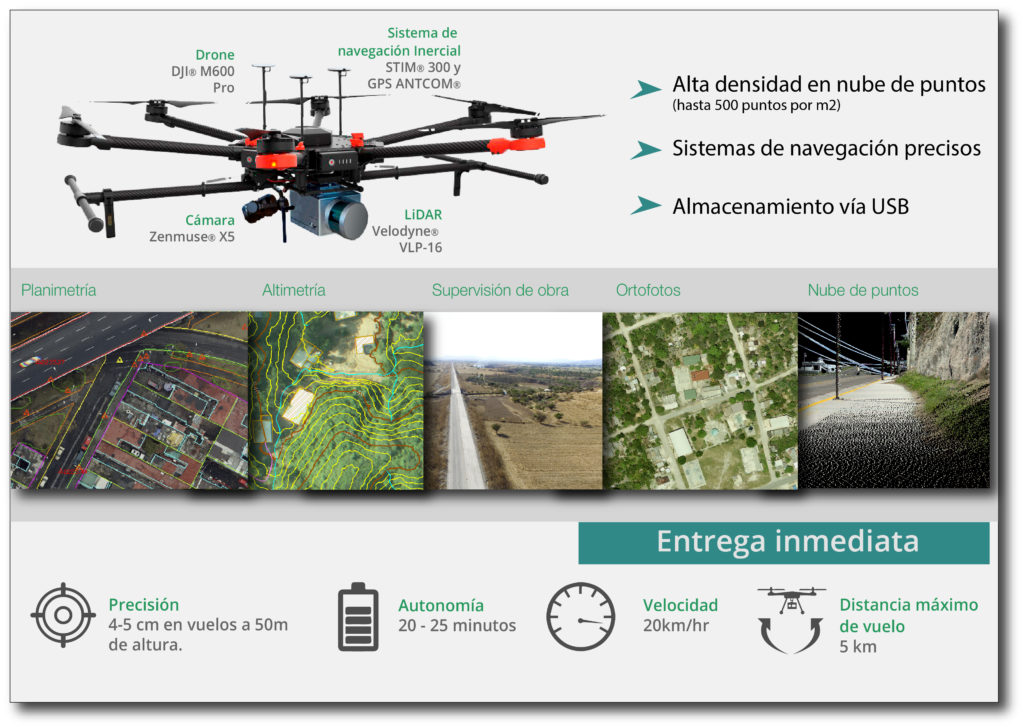 Drone
DJI® M600
Pro
Sistema de
navegación Inercial
STIM® 300 y
GPS ANTCOM®
Cámara
Zenmuse® X5
LiDAR
Velodyne®
VLP-16
Alta densidad en nube de puntos
(hasta 500 puntos por m2)
Sistemas de navegación precisos
Almacenamiento vía USB
Planimetría
Altimetría
Supervisión de obra
Ortofotos
Nube de puntos
Entrega inmediata
Precisión
4-5 cm en vuelos a 50m
de altura.
Autonomía
20 - 25 minutos
Velocidad
20km/hr
Distancia máximo
de vuelo
5 km